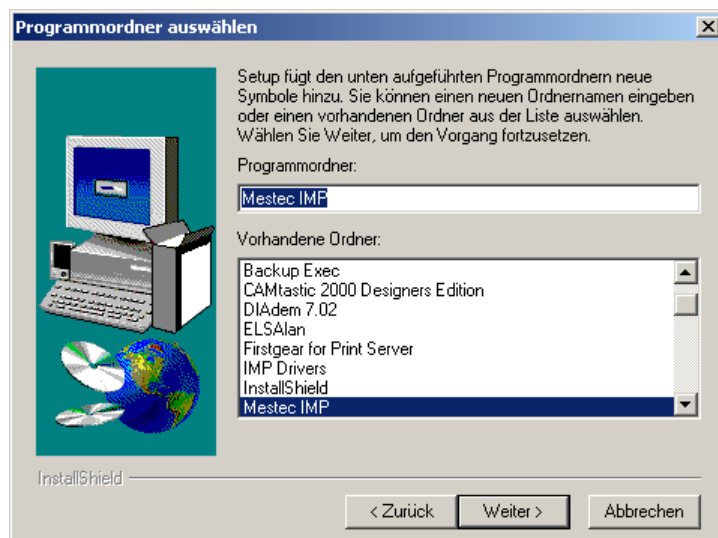 Programmordner auswählen
Setup fügt den unten aufgeführten Programmordnern neue
Symbole hinzu. Sie können einen neuen Ordnernamen eingeben
oder einen vorhandenen Ordner aus der Liste auswählen.
Wählen Sie Weiter, um den Vorgang fortzusetzen.
Programmordner:
Mestec IMP
Vorhandene Ordner:
Backup Exec
CAMtastic 2000 Designers Edition
DIAdem 7.02
ELSAlan
Firstgear for Print Server
IMP Drivers
InstallShield
Mestec IMP
InstallShield
< Zurück
Weiter >
Abbrechen